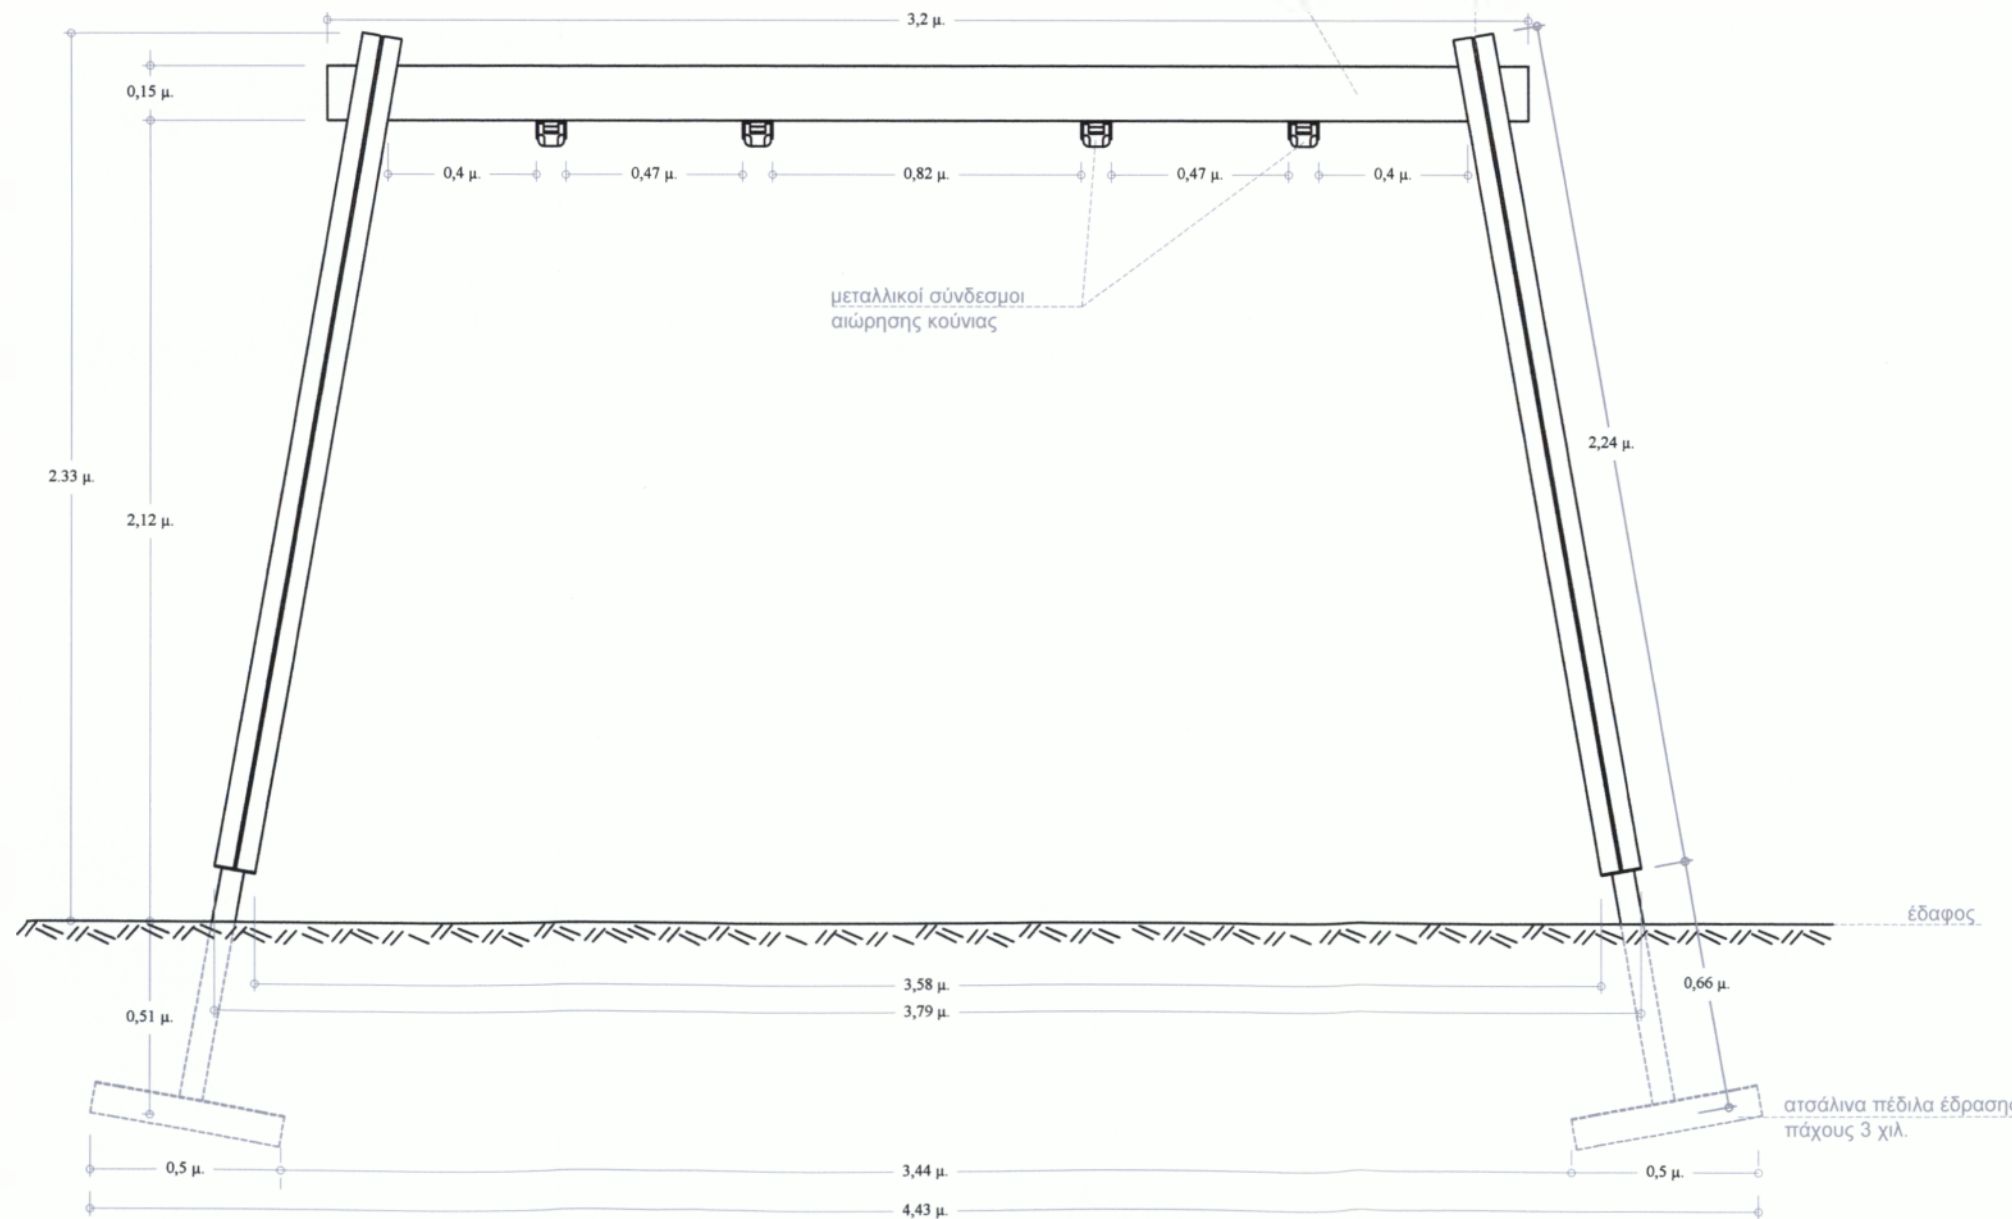 3,2 μ.
0,15 μ.
0,4 μ.
0,47 μ.
0,82 μ.
0,47 μ.
0,4 μ.
μεταλλικοί σύνδεσμοι
αιώρησης κούνιας
2,24 μ.
2.33 μ.
2,12 μ.
έδαφος
3,58 μ.
0,66 μ.
3,79 μ.
0,51 μ.
ατσάλινα πέδιλα έδρασης
πάχους 3 χιλ.
0,5 μ.
3,44 μ.
0,5 μ.
4,43 μ.